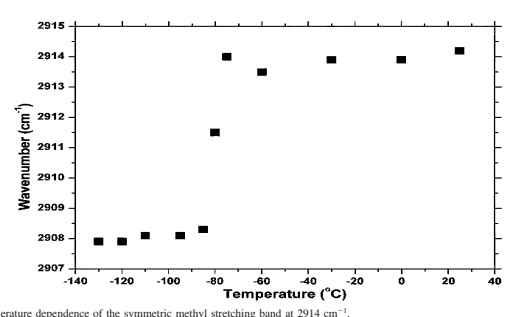 2915
2914
2913
2912
2911
2910
2909
2908
2907
Wavenumber (cm⁻¹)
-140 -120 -100 -80 -60 -40 -20 0 20 40
Temperature (°C)
erature dependence of the symmetric methyl stretching band at 2914 cm⁻¹.